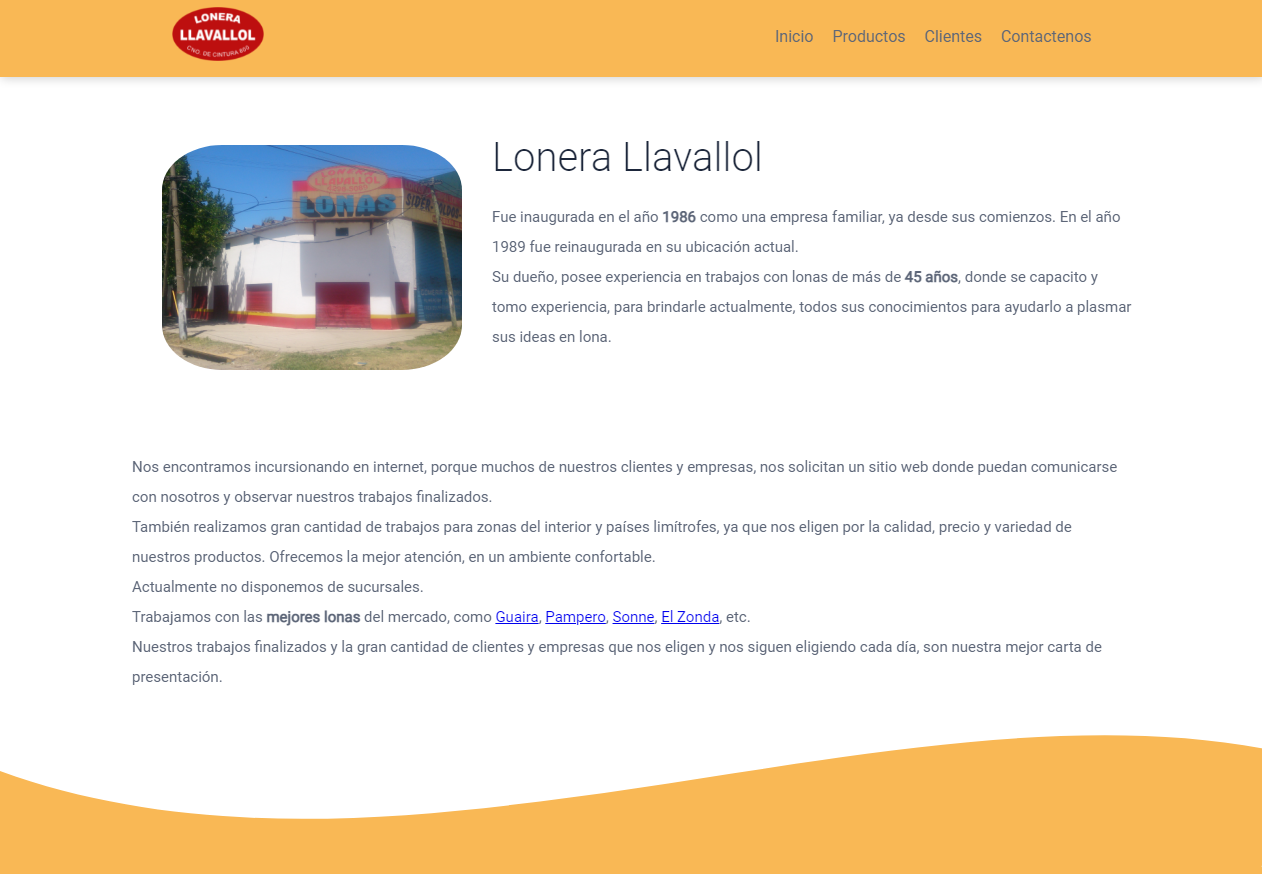 LONERA
LLAVALLOL
CNO. DE CINTURA 805
Inicio Productos Clientes Contactenos
LLAVALLOL
LONAS
Lonera Llavallol
Fue inaugurada en el año 1986 como una empresa familiar, ya desde sus comienzos. En el año
1989 fue reinaugurada en su ubicación actual.
Su dueño, posee experiencia en trabajos con lonas de más de 45 años, donde se capacito y
tomo experiencia, para brindarle actualmente, todos sus conocimientos para ayudarlo a plasmar
sus ideas en lona.
Nos encontramos incursionando en internet, porque muchos de nuestros clientes y empresas, nos solicitan un sitio web donde puedan comunicarse
con nosotros y observar nuestros trabajos finalizados.
También realizamos gran cantidad de trabajos para zonas del interior y países limítrofes, ya que nos eligen por la calidad, precio y variedad de
nuestros productos. Ofrecemos la mejor atención, en un ambiente confortable.
Actualmente no disponemos de sucursales.
Trabajamos con las mejores lonas del mercado, como Guaira, Pampero, Sonne, El Zonda, etc.
Nuestros trabajos finalizados y la gran cantidad de clientes y empresas que nos eligen y nos siguen eligiendo cada día, son nuestra mejor carta de
presentación.